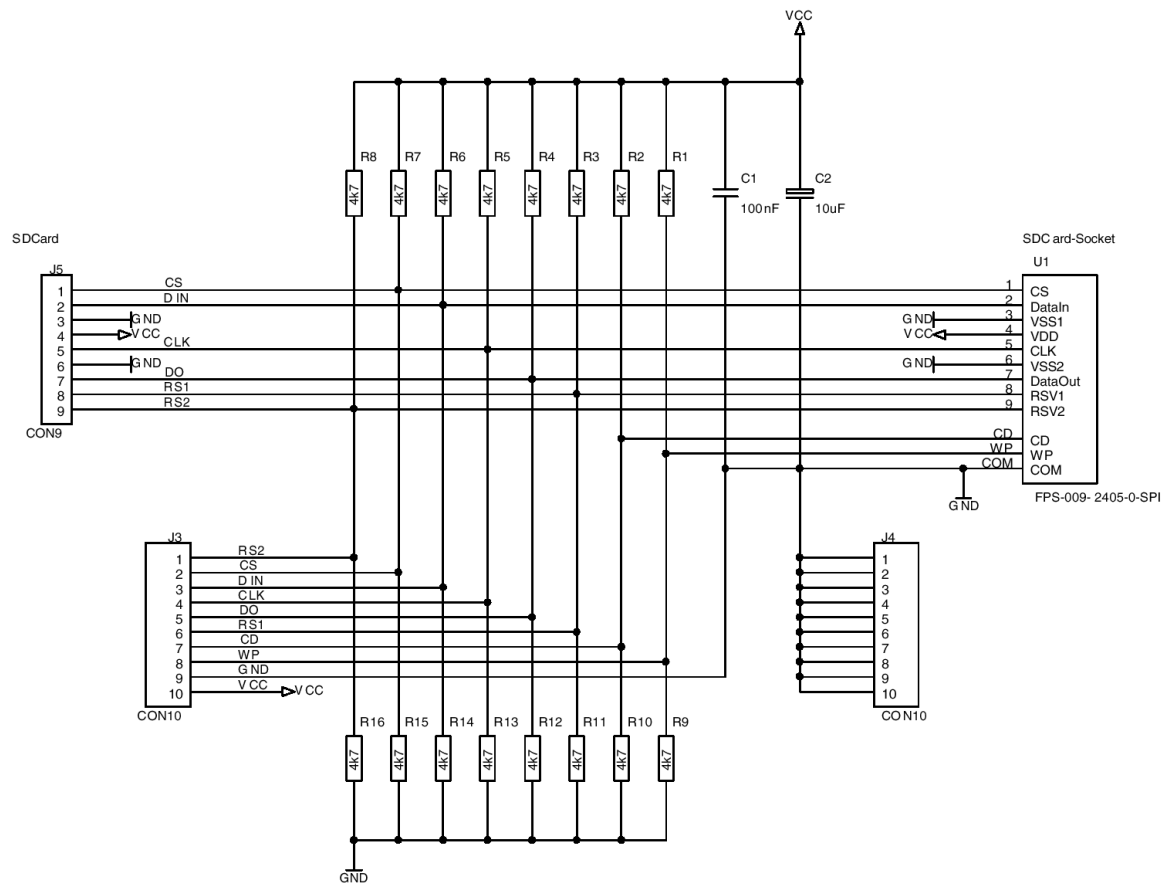 VCC
R8 R7 R6 R5 R4 R3 R2 R1
4k7 4k7 4k7 4k7 4k7 4k7 4k7 4k7
C1 C2
100nF 10uF
SDCard
J5
CON9
1 CS
2 D IN
3 GND
4 VCC
5 CLK
6 GND
7 DO
8 RS1
9 RS2
SDC ard-Socket
U1
1 CS
2 DataIn
GND 3 VSS1
VCC 4 VDD
5 CLK
GND 6 VSS2
7 DataOut
8 RSV1
9 RSV2
CD CD
WP WP
COM COM
GND
FPS-009- 2405-0-SPI
J3
1 RS2
2 CS
3 D IN
4 CLK
5 DO
6 RS1
7 CD
8 WP
9 GND
10 VCC VCC
CON10
J4
1
2
3
4
5
6
7
8
9
10
CON10
R16 R15 R14 R13 R12 R11 R10 R9
4k7 4k7 4k7 4k7 4k7 4k7 4k7 4k7
GND